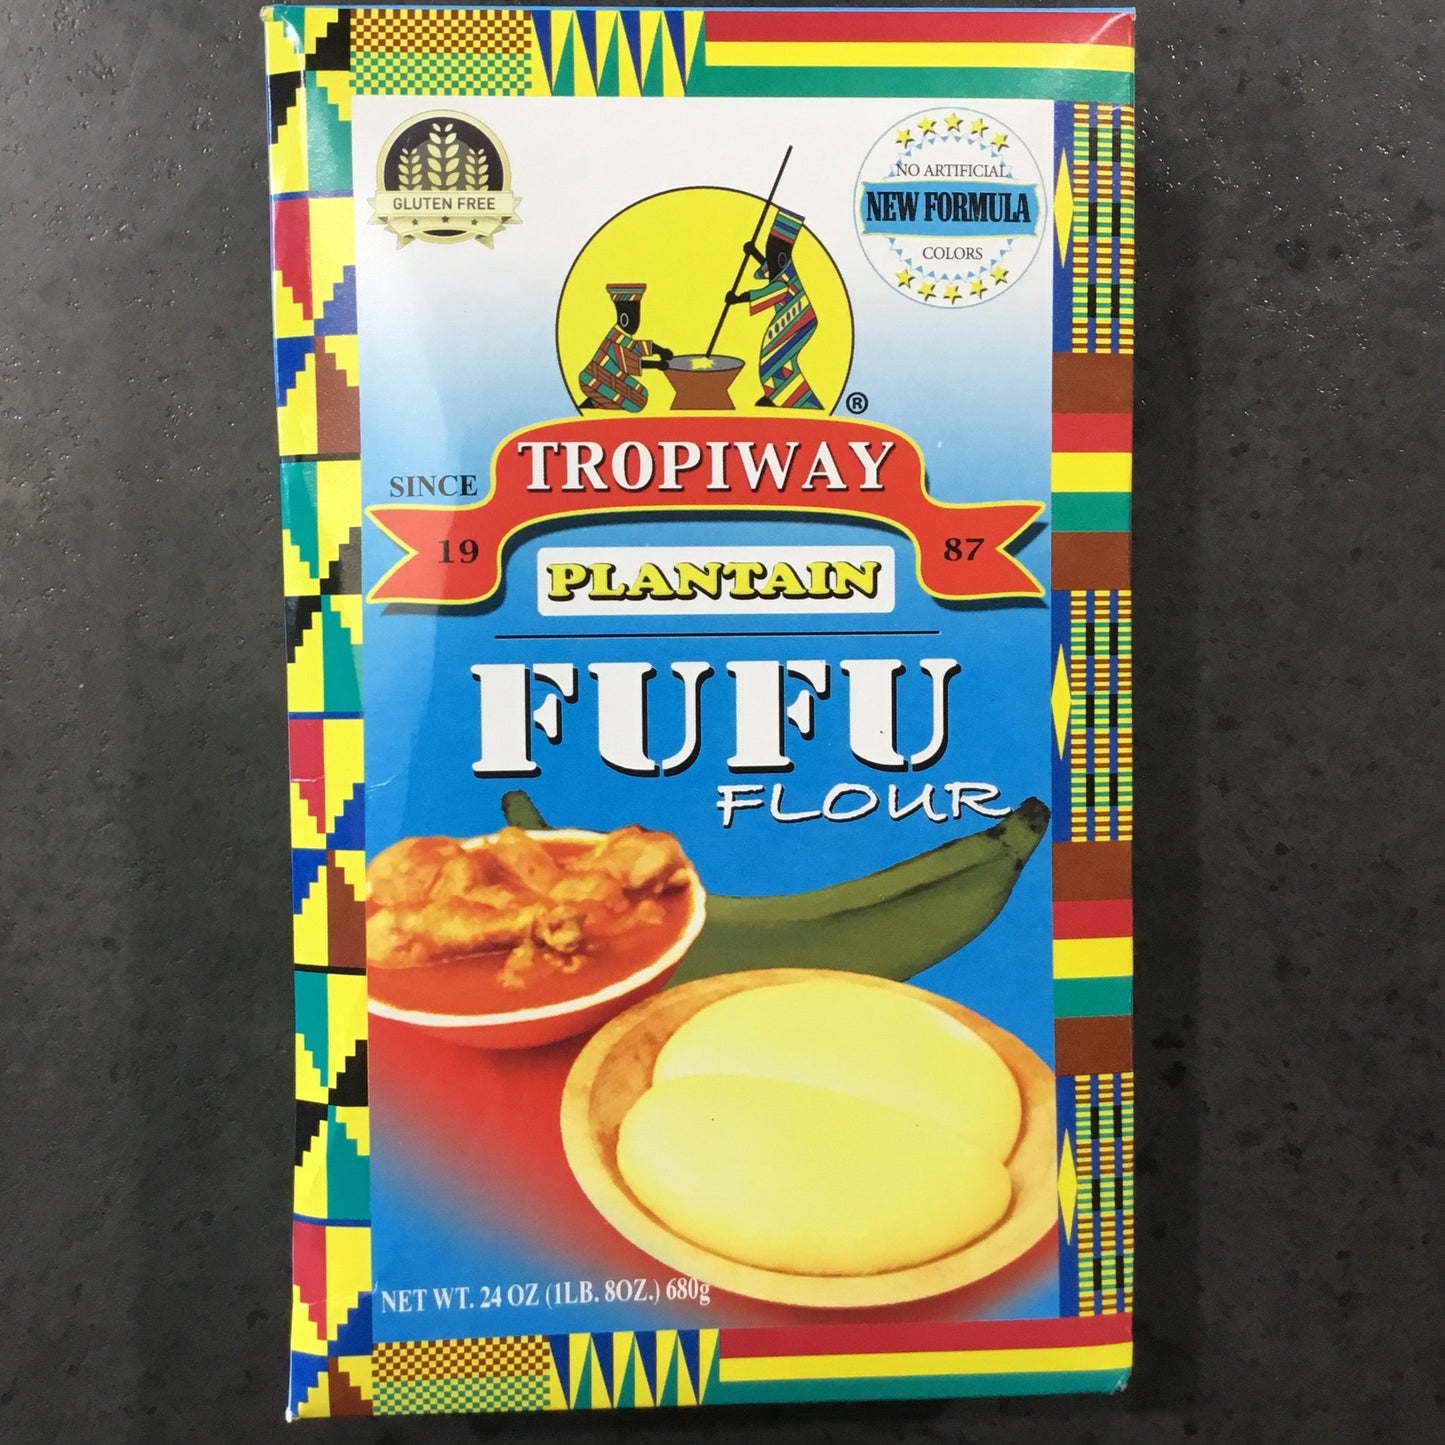 GLUTEN FREE
NO ARTIFICIAL
NEW FORMULA
COLORS
®
TROPIWAY
SINCE
19 87
PLANTAIN
FUFU
FLOUR
NET WT. 24 OZ (1LB. 8OZ.) 680g